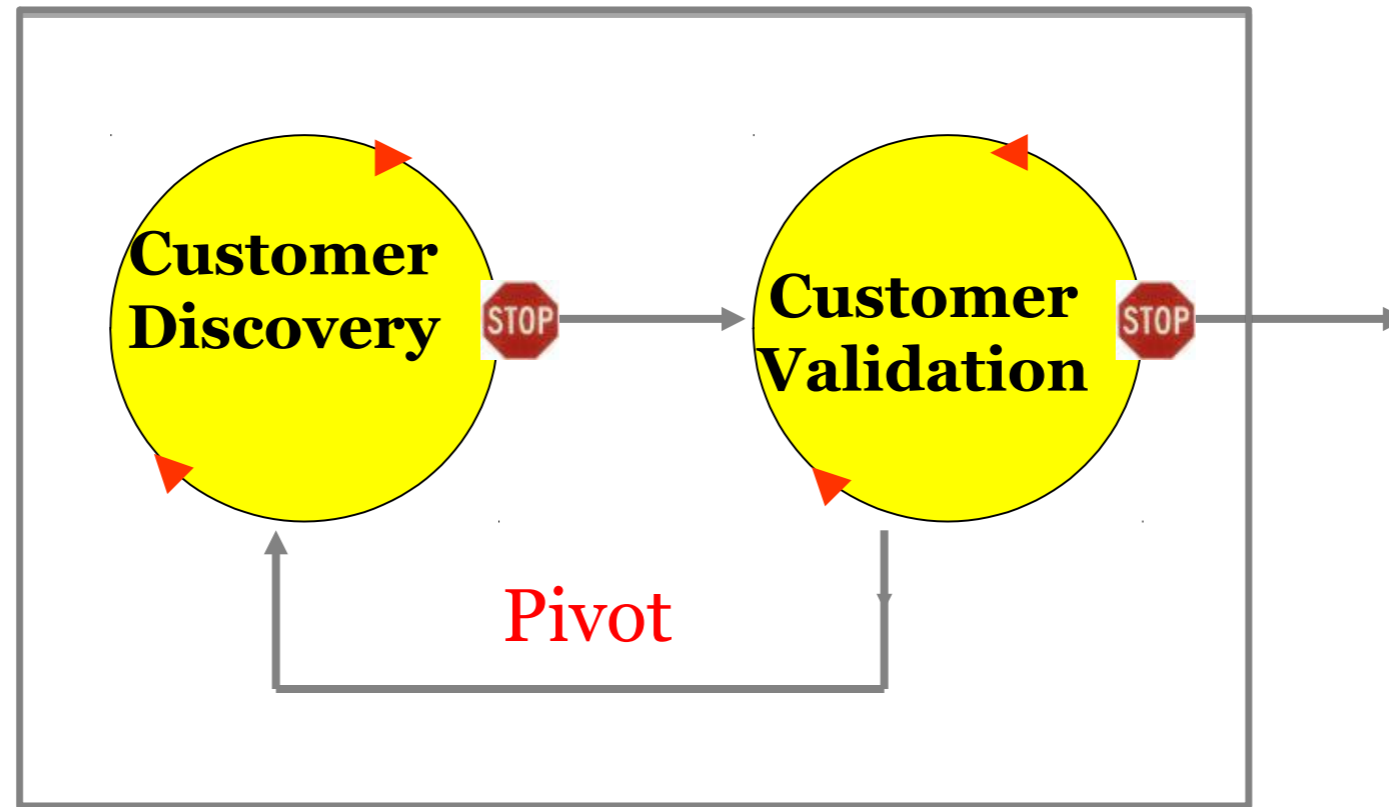 Customer
Discovery
STOP
Customer
Validation
STOP
Pivot